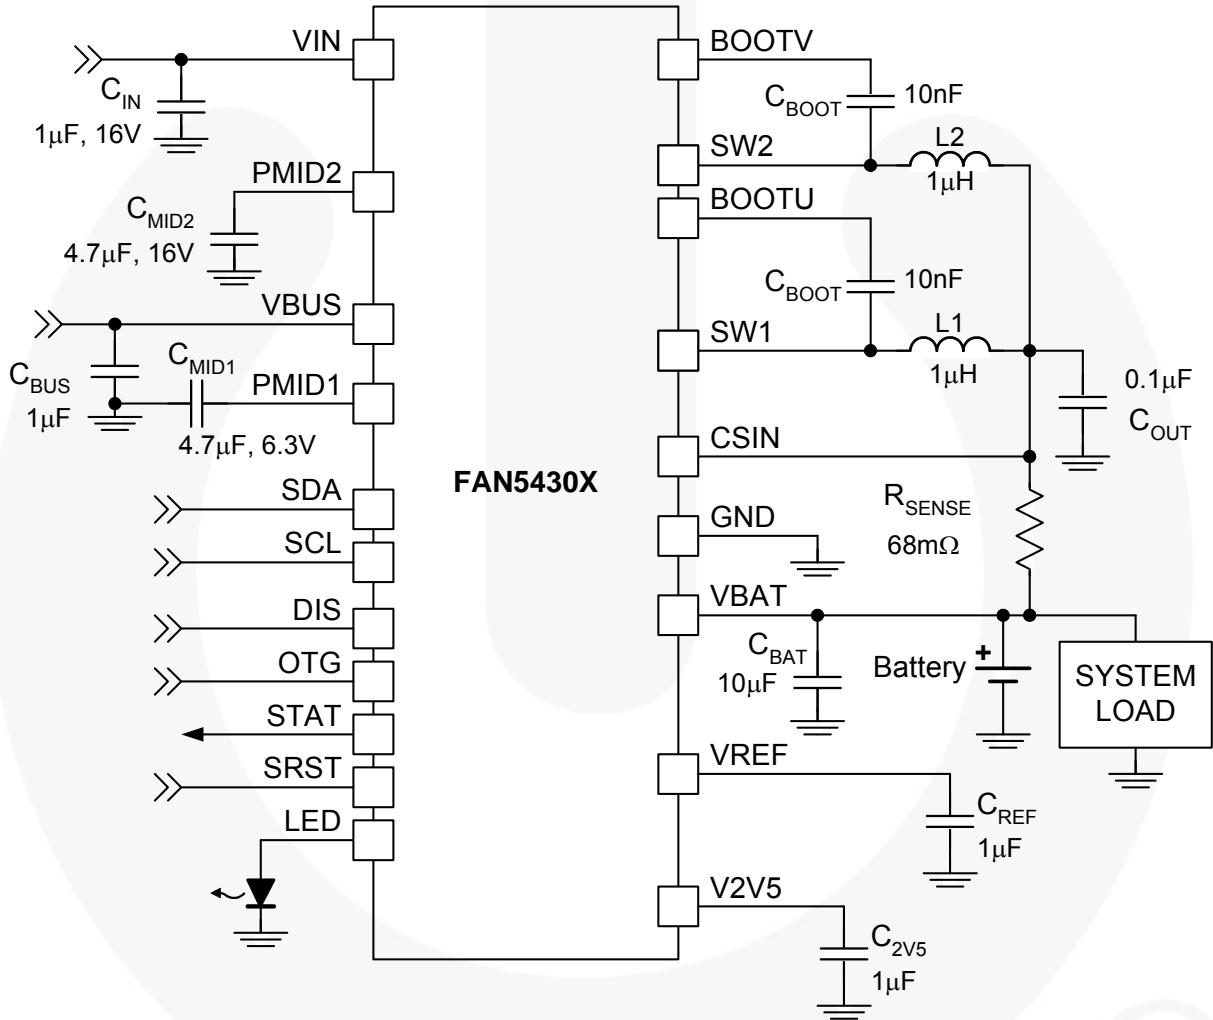 VIN
C_IN
1μF, 16V
PMID2
C_MID2
4.7μF, 16V
VBUS
C_BUS
1μF
C_MID1
PMID1
4.7μF, 6.3V
SDA
SCL
DIS
OTG
STAT
SRST
LED
FAN5430X
BOOTV
C_BOOT
10nF
SW2
L2
1μH
BOOTU
C_BOOT
10nF
SW1
L1
1μH
0.1μF
C_OUT
CSIN
R_SENSE
68mΩ
GND
VBAT
C_BAT
10μF
Battery
+
SYSTEM
LOAD
VREF
C_REF
1μF
V2V5
C_2V5
1μF